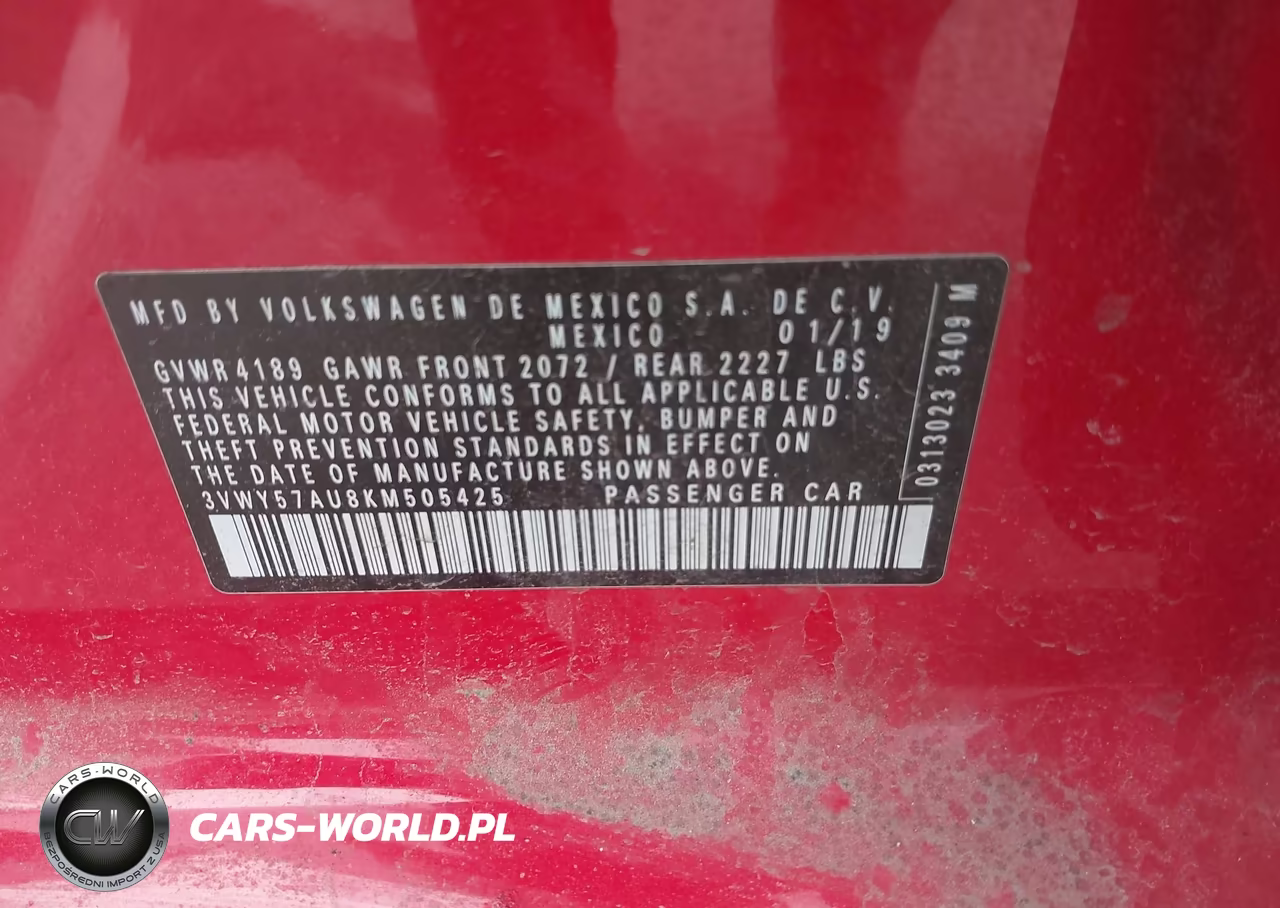 MFD BY VOLKSWAGEN DE MEXICO S.A. DE C.V.
MEXICO 01/19
GVWR 4189 GAWR FRONT 2072 / REAR 2227 LBS
THIS VEHICLE CONFORMS TO ALL APPLICABLE U.S.
FEDERAL MOTOR VEHICLE SAFETY, BUMPER AND
THEFT PREVENTION STANDARDS IN EFFECT ON
THE DATE OF MANUFACTURE SHOWN ABOVE.
3VWY57AU8KM505425 PASSENGER CAR
0313023 3409 M
CARS-WORLD
CW
BEZPOŚREDNI IMPORT Z USA
CARS-WORLD.PL